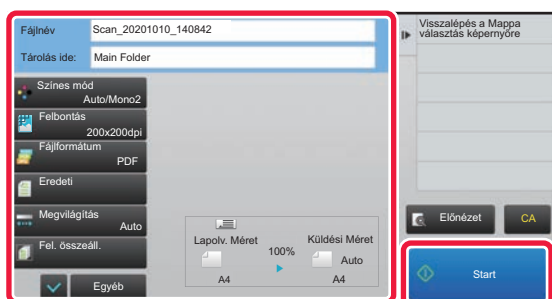 Fájlnév
Scan_20201010_140842
Tárolás ide:
Main Folder
Színes mód
Auto/Mono2
Felbontás
200x200dpi
Fájlformátum
PDF
Eredeti
Megvilágítás
Auto
Fel. összeáll.
Egyéb
Lapolv. Méret
100%
Küldési Méret
Auto
A4
A4
Visszalépés a Mappa
választás képernyőre
Előnézet
CA
Start